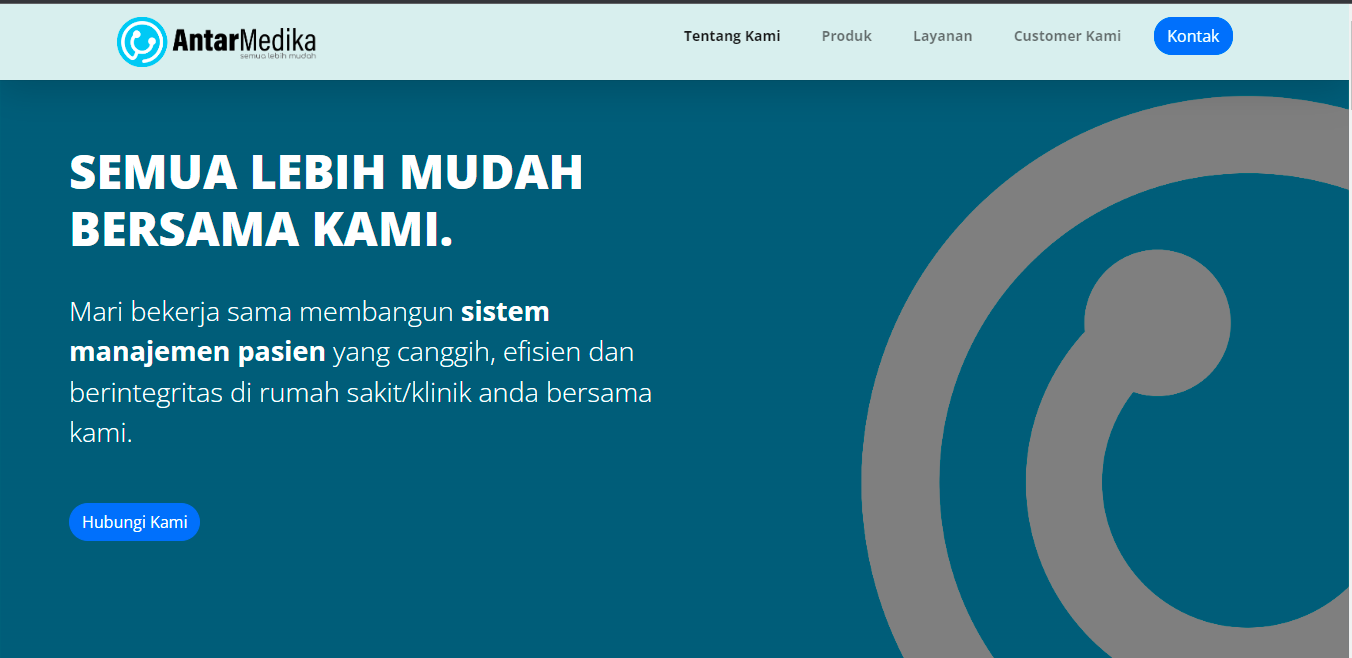 AntarMedika
semua lebih mudah
Tentang Kami
Produk
Layanan
Customer Kami
Kontak
SEMUA LEBIH MUDAH
BERSAMA KAMI.
Mari bekerja sama membangun sistem
manajemen pasien yang canggih, efisien dan
berintegritas di rumah sakit/klinik anda bersama
kami.
Hubungi Kami